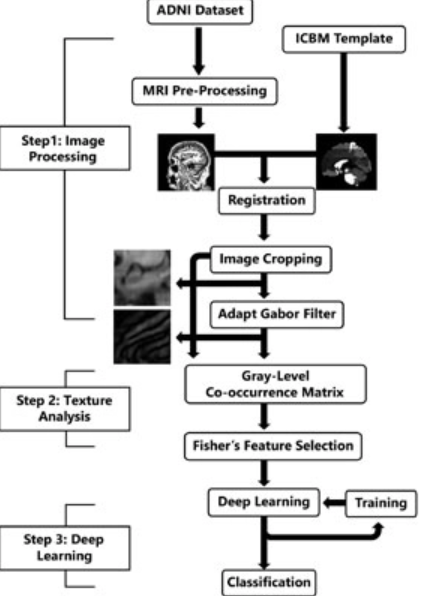 ADNI Dataset
ICBM Template
MRI Pre-Processing
Step1: Image
Processing
Registration
Image Cropping
Adapt Gabor Filter
Gray-Level
Co-occurrence Matrix
Step 2: Texture
Analysis
Fisher's Feature Selection
Deep Learning
Training
Step 3: Deep
Learning
Classification